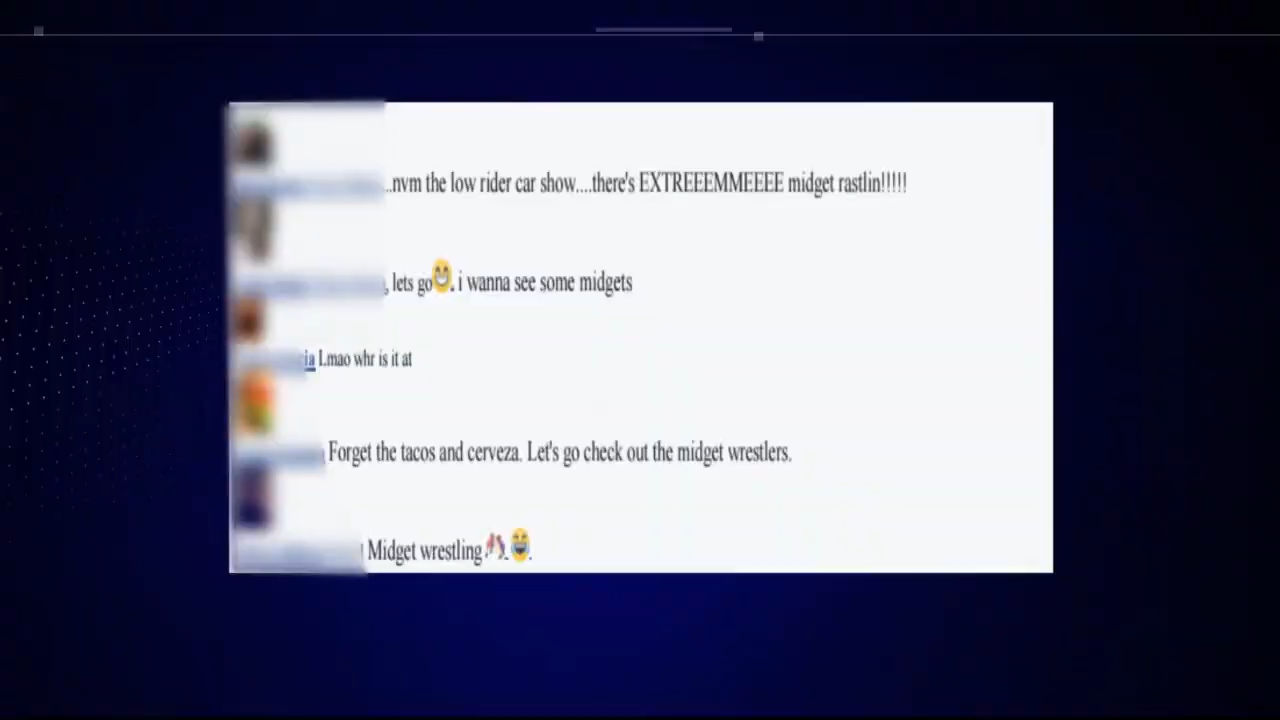 ...nvm the low rider car show....there's EXTREEEMMEEEE midget rastlin!!!!!
, lets go😄. i wanna see some midgets
ia Lmao whr is it at
Forget the tacos and cerveza. Let's go check out the midget wrestlers.
Midget wrestling 😂.